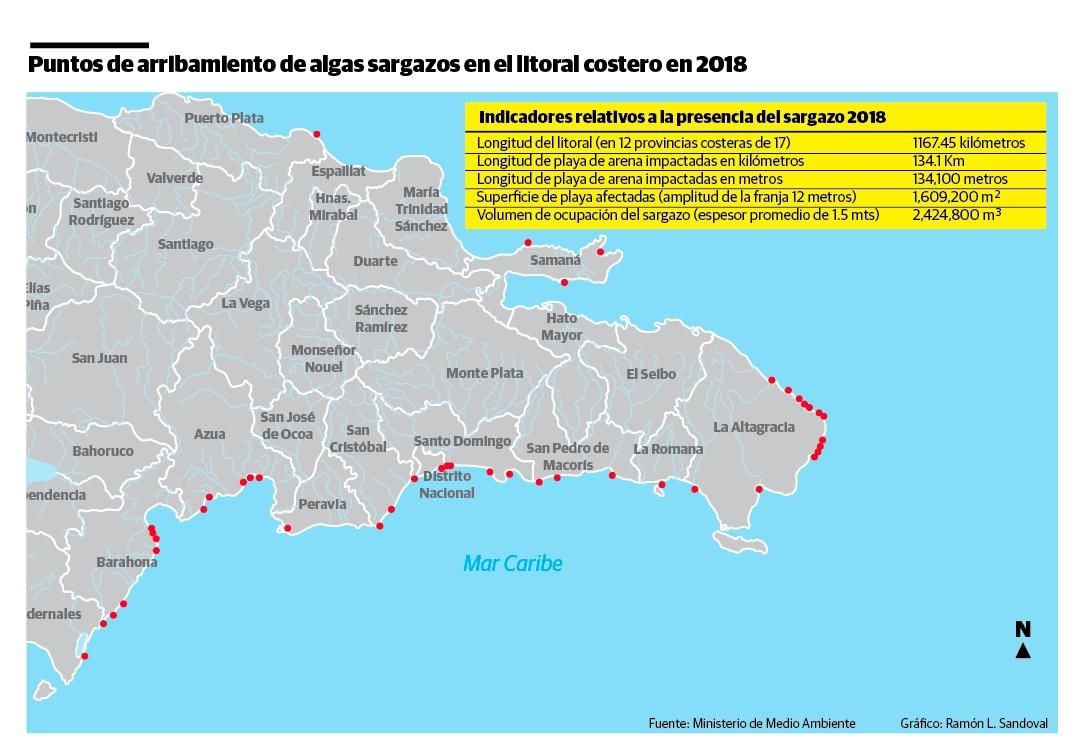 Puntos de arribamiento de algas sargazos en el litoral costero en 2018
Indicadores relativos a la presencia del sargazo 2018
Longitud del litoral (en 12 provincias costeras de 17) 1167.45 kilómetros
Longitud de playa de arena impactadas en kilómetros 134.1 Km
Longitud de playa de arena impactadas en metros 134,100 metros
Superficie de playa afectadas (amplitud de la franja 12 metros) 1,609,200 m²
Volumen de ocupación del sargazo (espesor promedio de 1.5 mts) 2,424,800 m³
Puerto Plata
Montecristi
Valverde
Espaillat
Santiago
Rodríguez
Hnas.
Mirabal
María
Trinidad
Sánchez
ón
Santiago
Duarte
Samaná
Elías
Piña
La Vega
Sánchez
Ramírez
Hato
Mayor
San Juan
Monseñor
Nouel
Monte Plata
El Seibo
San José
de Ocoa
San
Cristóbal
Azua
Santo Domingo
La Altagracia
Bahoruco
San Pedro de
Macorís
La Romana
Distrito
Nacional
pendencia
Peravia
Barahona
Mar Caribe
dernales
N
Fuente: Ministerio de Medio Ambiente
Gráfico: Ramón L. Sandoval